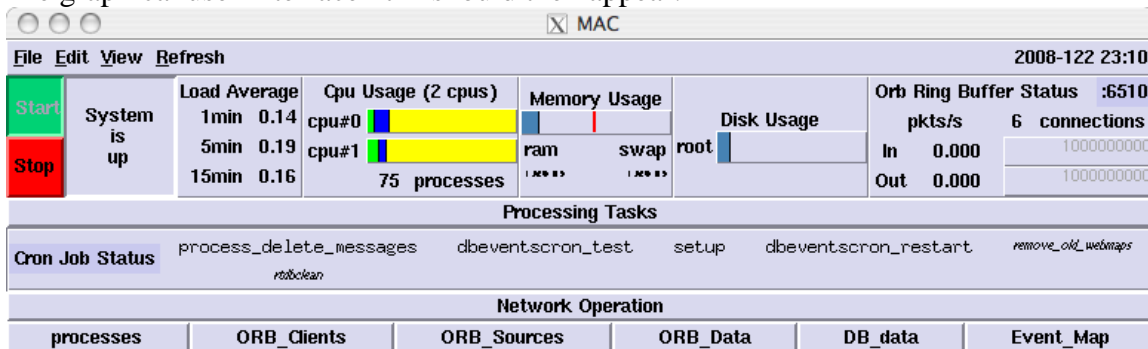 MAC
File Edit View Refresh 2008-122 23:10
Start
Stop
System
is
up
Load Average
1min 0.14
5min 0.19
15min 0.16
Cpu Usage (2 cpus)
cpu#0
cpu#1
75 processes
Memory Usage
ram swap
Disk Usage
root
Orb Ring Buffer Status :6510
pkts/s 6 connections
In 0.000 1000000000
Out 0.000 1000000000
Processing Tasks
Cron Job Status
process_delete_messages dbeventscron_test setup dbeventscron_restart remove_old_webmaps
rtdbclean
Network Operation
processes ORB_Clients ORB_Sources ORB_Data DB_data Event_Map